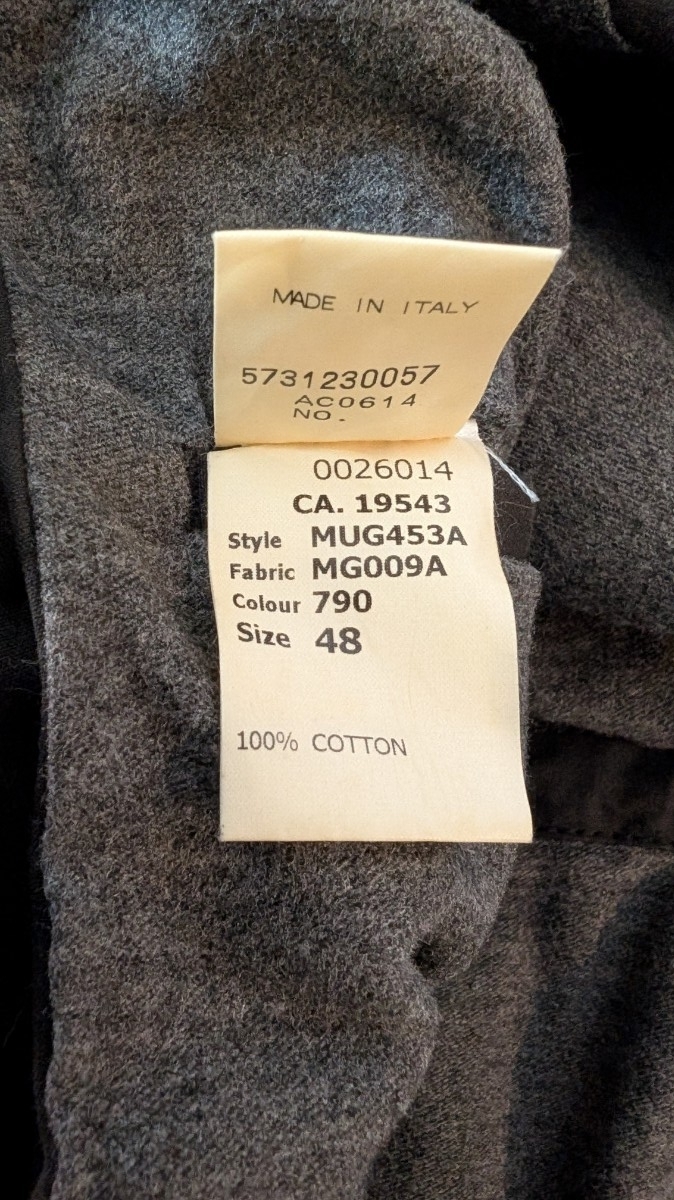 MADE IN ITALY
5731230057
AC0614
NO.
0026014
CA. 19543
Style MUG453A
Fabric MG009A
Colour 790
Size 48
100% COTTON